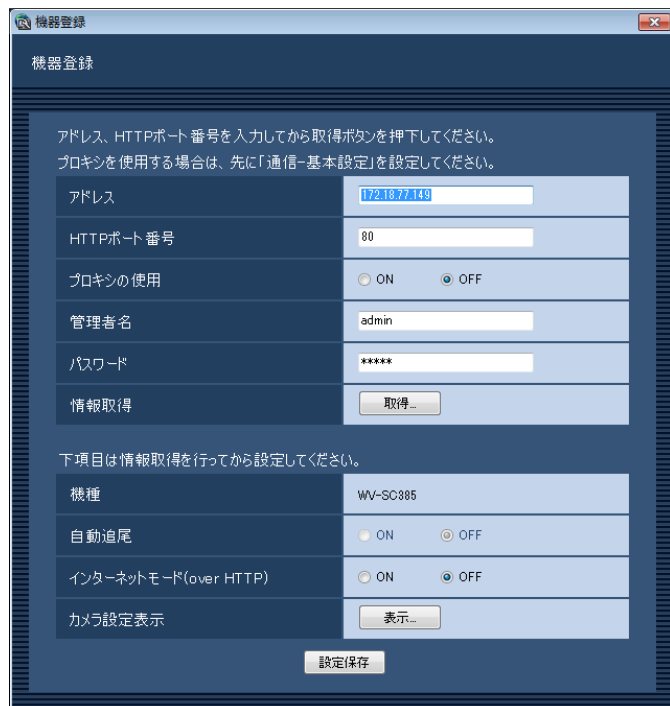 機器登録
機器登録
アドレス、HTTPポート番号を入力してから取得ボタンを押下してください。
プロキシを使用する場合は、先に「通信-基本設定」を設定してください。
アドレス 172.18.77.149
HTTPポート番号 80
プロキシの使用 ON OFF
管理者名 admin
パスワード *****
情報取得 取得...
下項目は情報取得を行ってから設定してください。
機種 WV-SC385
自動追尾 ON OFF
インターネットモード(over HTTP) ON OFF
カメラ設定表示 表示...
設定保存